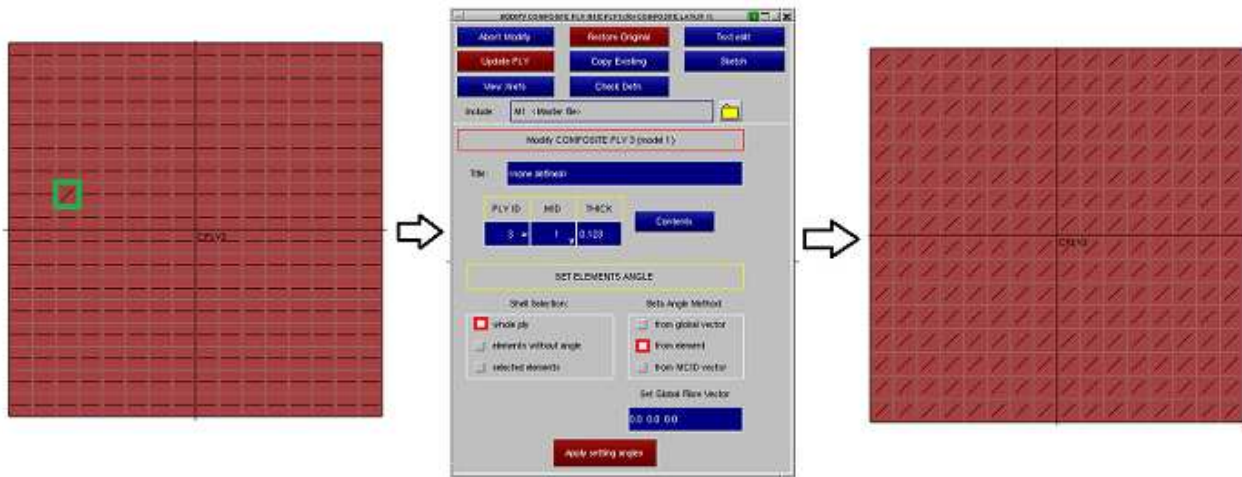 Abort Modify Restore Original Text edit
Update PLY Copy Existing Sketch
View Xrefs Check Defn
Include: M1 <Master file>
Modify COMPOSITE PLY 3 (model 1)
Title: <none defined>
PLY ID MID THICK
3 1 0.123 Contents
SET ELEMENTS ANGLE
Shell Selection: Beta Angle Method
whole ply from global vector
elements without angle from element
selected elements from MCID vector
Set Global Fibre Vector
0.0 0.0 0.0
Apply setting angles